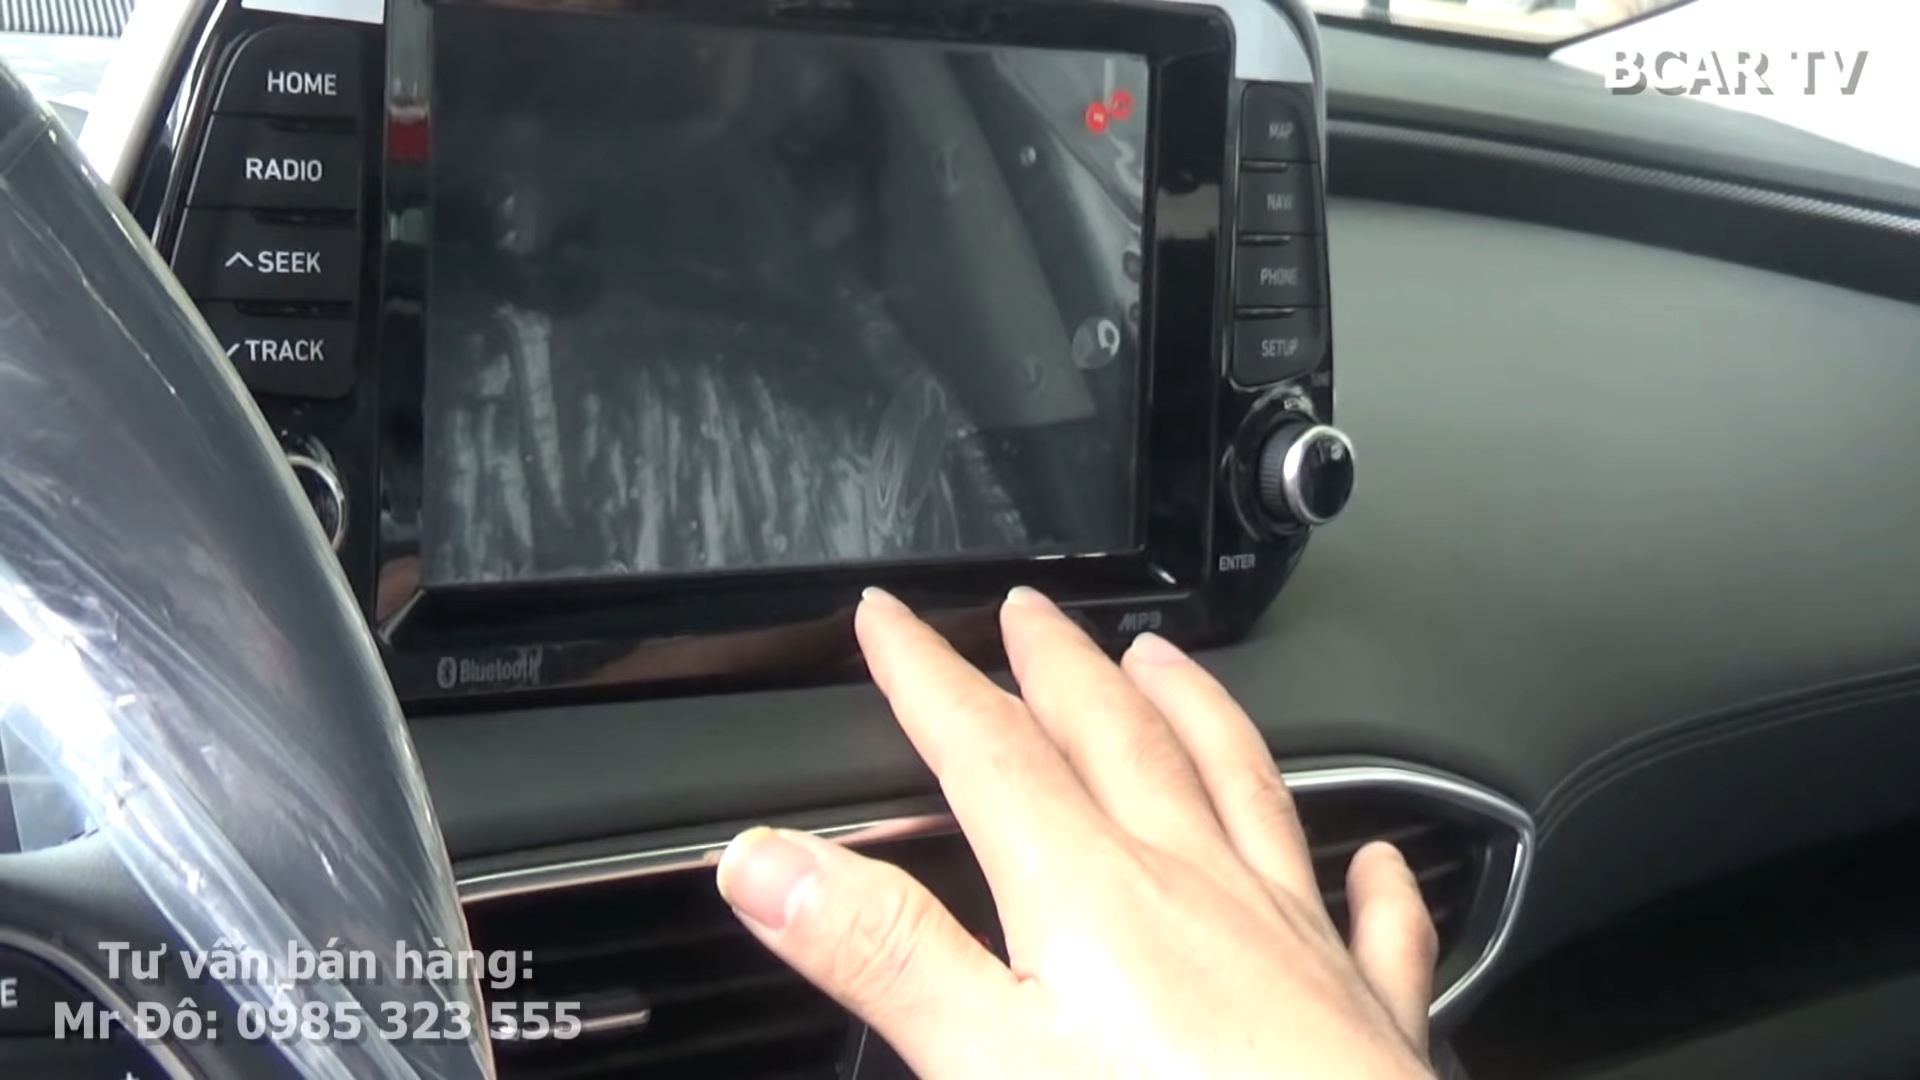 BCAR TV
HOME
RADIO
SEEK
TRACK
MAP
NAV
PHONE
SETUP
TUNE
ENTER
MP3
Bluetooth
E
Tư vấn bán hàng:
Mr Đô: 0985 323 555